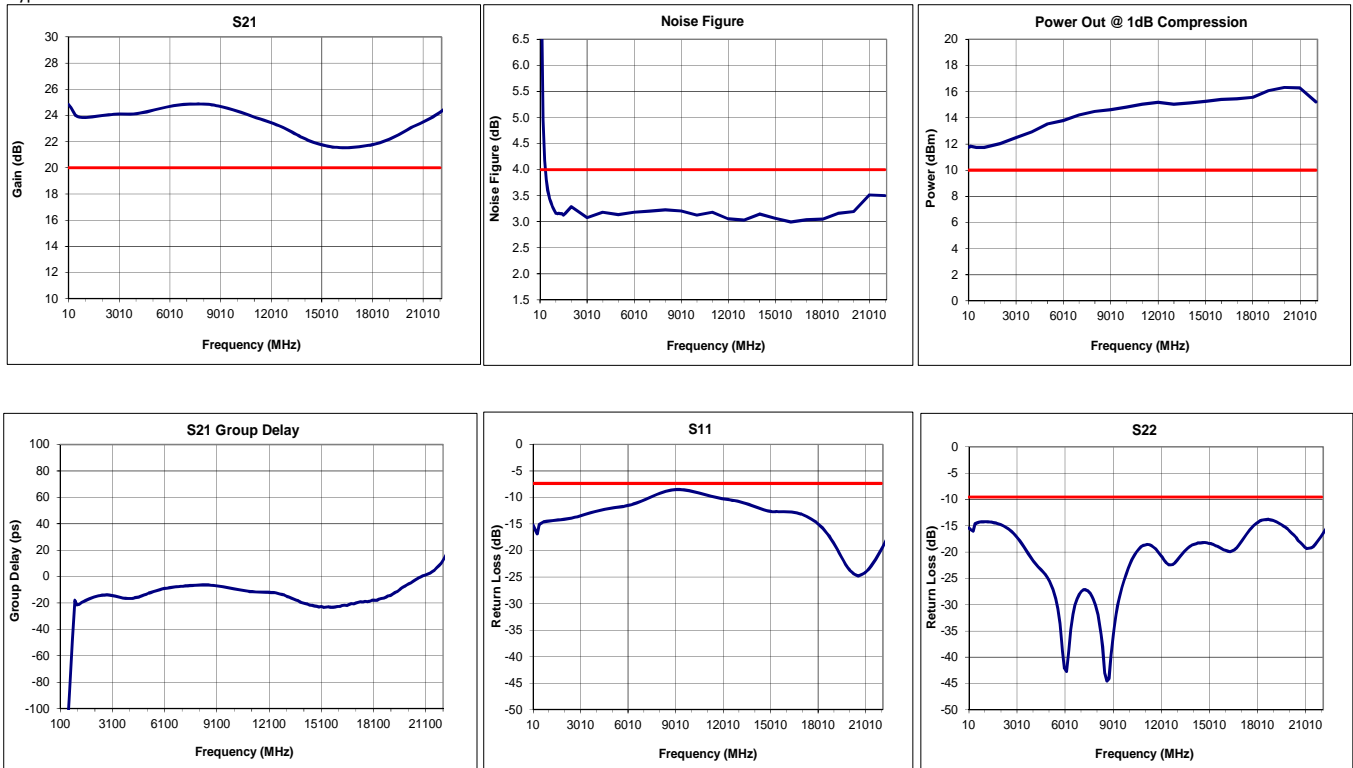 S21
Gain (dB)
30
28
26
24
22
20
18
16
14
12
10
10 3010 6010 9010 12010 15010 18010 21010
Frequency (MHz)
Noise Figure
Noise Figure (dB)
6.5
6.0
5.5
5.0
4.5
4.0
3.5
3.0
2.5
2.0
1.5
10 3010 6010 9010 12010 15010 18010 21010
Frequency (MHz)
Power Out @ 1dB Compression
Power (dBm)
20
18
16
14
12
10
8
6
4
2
0
10 3010 6010 9010 12010 15010 18010 21010
Frequency (MHz)
S21 Group Delay
Group Delay (ps)
100
80
60
40
20
0
-20
-40
-60
-80
-100
100 3100 6100 9100 12100 15100 18100 21100
Frequency (MHz)
S11
Return Loss (dB)
0
-5
-10
-15
-20
-25
-30
-35
-40
-45
-50
10 3010 6010 9010 12010 15010 18010 21010
Frequency (MHz)
S22
Return Loss (dB)
0
-5
-10
-15
-20
-25
-30
-35
-40
-45
-50
10 3010 6010 9010 12010 15010 18010 21010
Frequency (MHz)